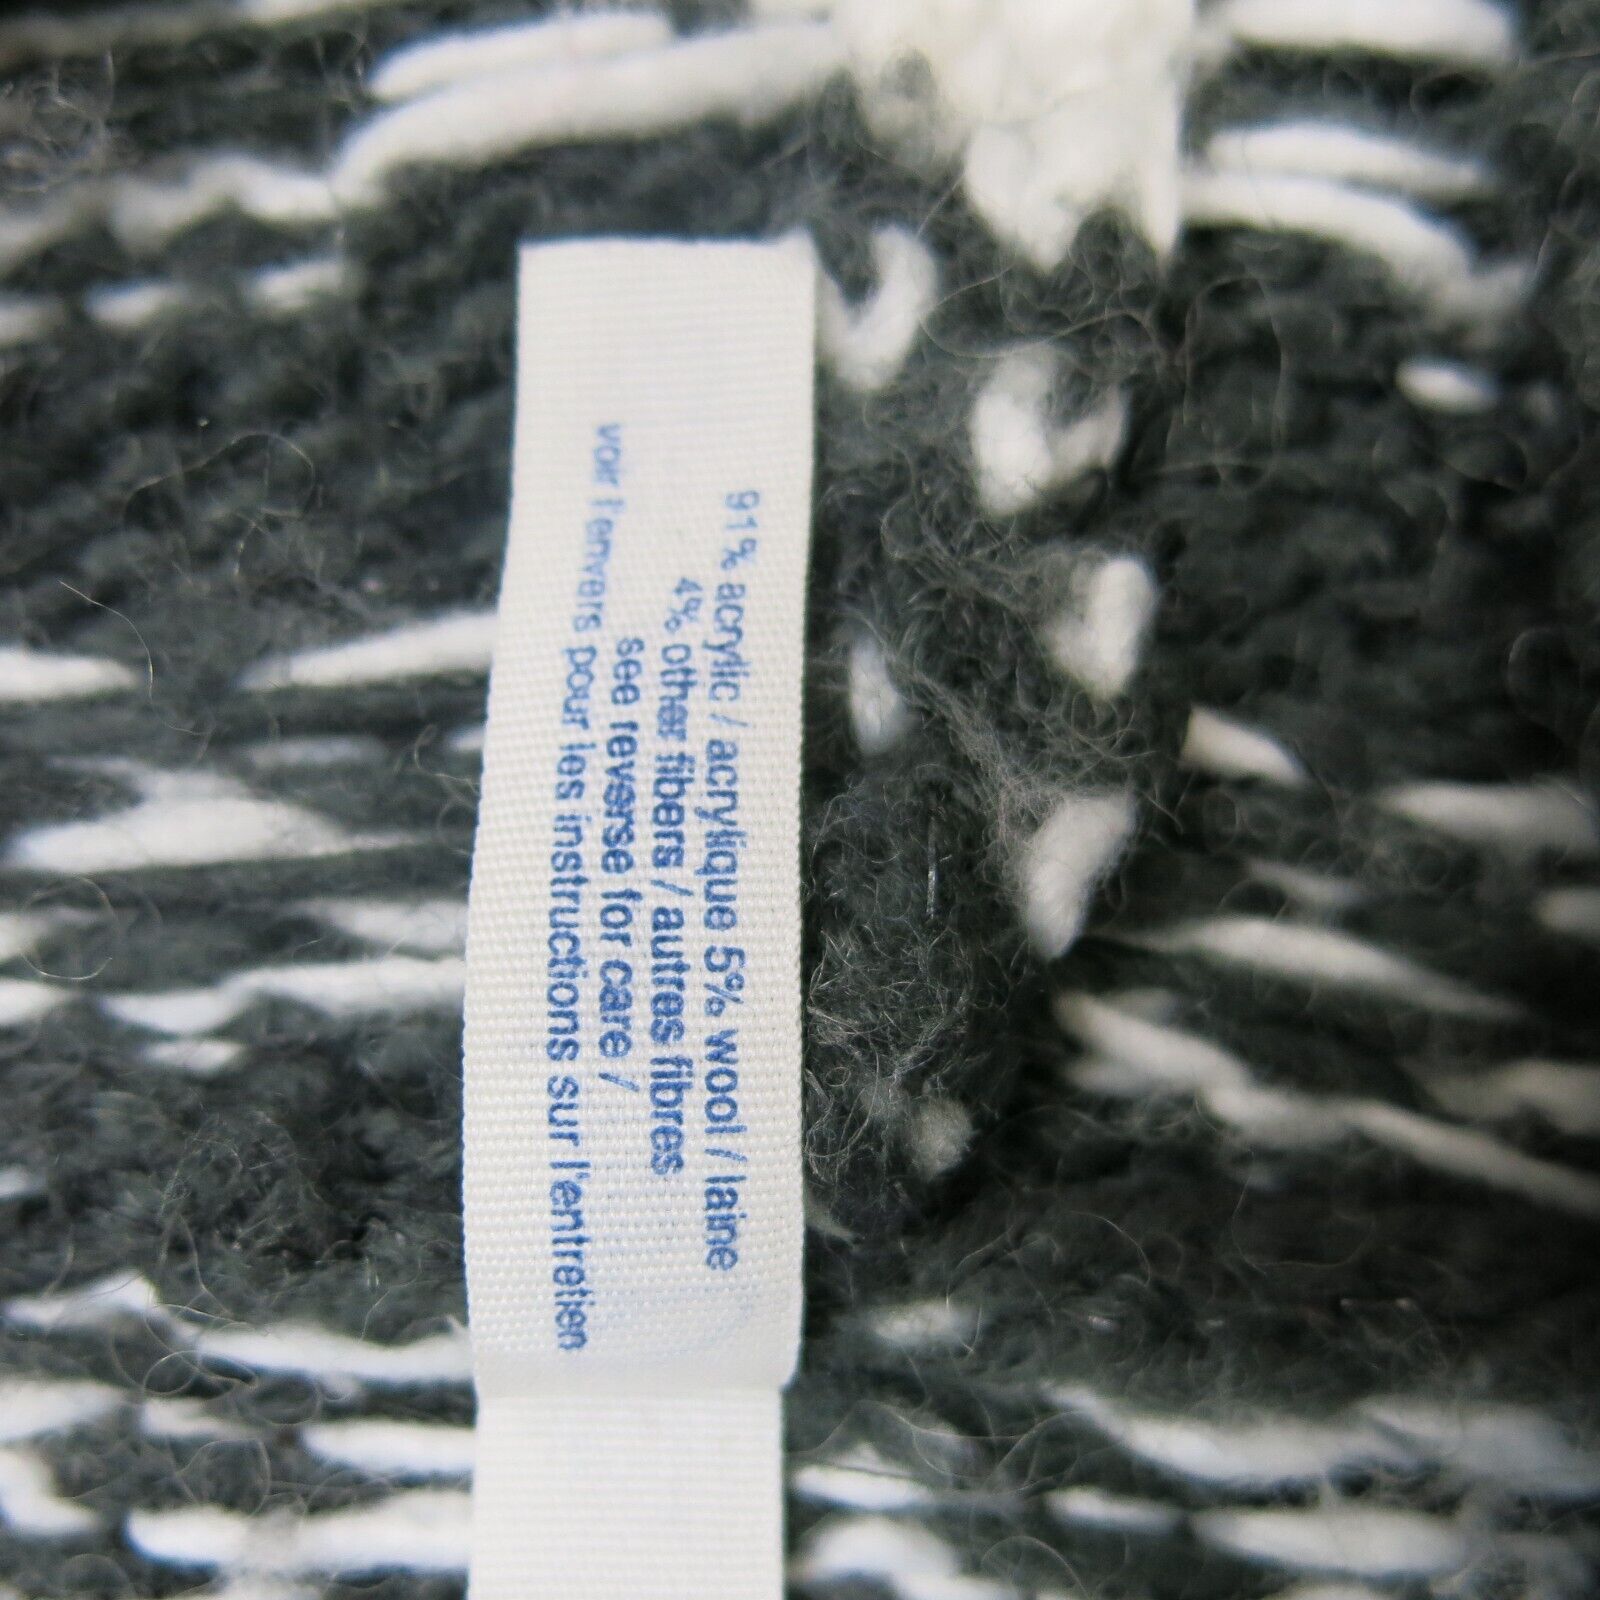 91% acrylic / acrylique 5% wool / laine
4% other fibers / autres fibres
see reverse for care /
voir l'envers pour les instructions sur l'entretien